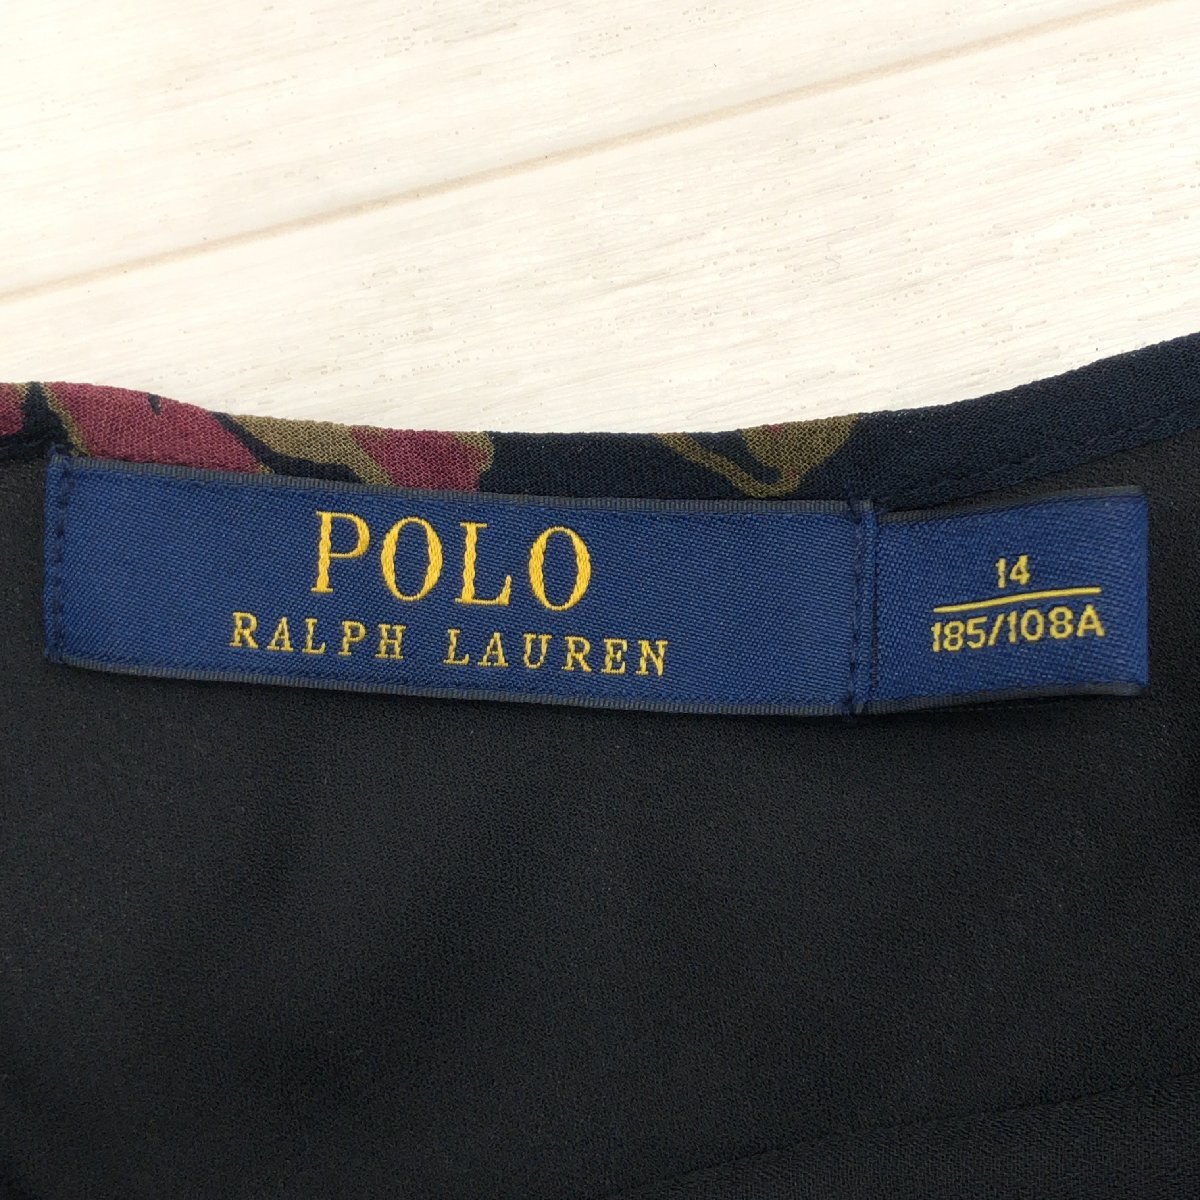 POLO
RALPH LAUREN
14
185/108A